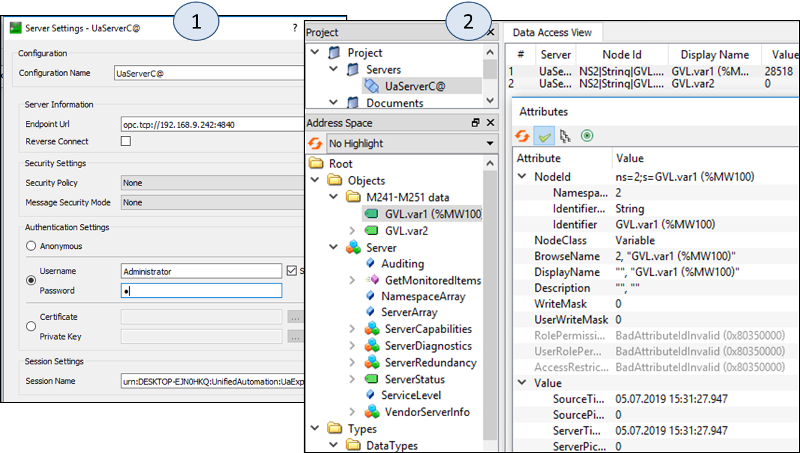 1
Server Settings - UaServerC@ ?
Configuration
Configuration Name UaServerC@
Server Information
Endpoint Url opc.tcp://192.168.9.242:4840
Reverse Connect
Security Settings
Security Policy None
Message Security Mode None
Authentication Settings
Anonymous
Username Administrator S
Password
Certificate ...
Private Key ...
Session Settings
Session Name urn:DESKTOP-EJN0HKQ:UnifiedAutomation:UaExp
2
Project
Project
Servers
UaServerC@
Documents
Address Space
No Highlight
Root
Objects
M241-M251 data
GVL.var1 (%MW100)
GVL.var2
Server
Auditing
GetMonitoredItems
NamespaceArray
ServerArray
ServerCapabilities
ServerDiagnostics
ServerRedundancy
ServerStatus
ServiceLevel
VendorServerInfo
Types
DataTypes
Data Access View
# Server Node Id Display Name Value
1 UaSe... NS2|String|GVL.... GVL.var1 (%M... 28518
2 UaSe... NS2|String|GVL.... GVL.var2 0
Attributes
Attribute Value
NodeId ns=2;s=GVL.var1 (%MW100)
Namespa... 2
Identifier... String
Identifier GVL.var1 (%MW100)
NodeClass Variable
BrowseName 2, "GVL.var1 (%MW100)"
DisplayName "", "GVL.var1 (%MW100)"
Description "", ""
WriteMask 0
UserWriteMask 0
RolePermissi... BadAttributeIdInvalid (0x80350000)
UserRolePer... BadAttributeIdInvalid (0x80350000)
AccessRestric... BadAttributeIdInvalid (0x80350000)
Value
SourceTi... 05.07.2019 15:31:27.947
SourcePi... 0
ServerTi... 05.07.2019 15:31:27.947
ServerPic... 0